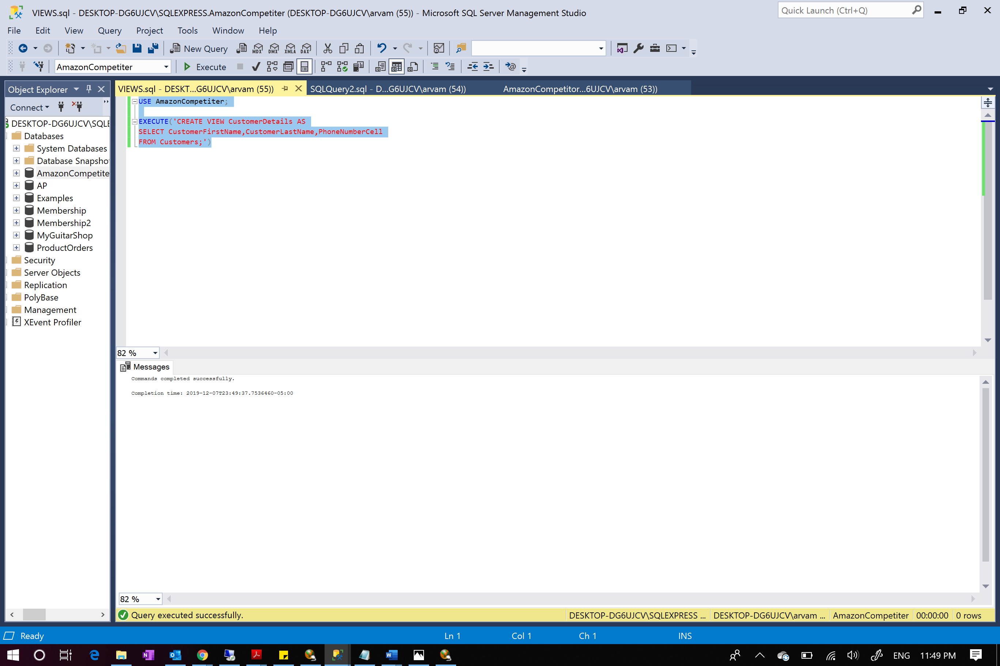 VIEWS.sql - DESKTOP-DG6UJCV\SQLEXPRESS.AmazonCompetiter (DESKTOP-DG6UJCV\arvam (55)) - Microsoft SQL Server Management Studio
Quick Launch (Ctrl+Q)
File Edit View Query Project Tools Window Help
New Query MDX DMX XMLA DAX
AmazonCompetiter Execute
Object Explorer
VIEWS.sql - DESKT...G6UJCV\arvam (55)) SQLQuery2.sql - D...G6UJCV\arvam (54)) AmazonCompetitor...6UJCV\arvam (53))
Connect
DESKTOP-DG6UJCV\SQLE
Databases
System Databases
Database Snapsho
AmazonCompetite
AP
Examples
Membership
Membership2
MyGuitarShop
ProductOrders
Security
Server Objects
Replication
PolyBase
Management
XEvent Profiler
USE AmazonCompetiter;
EXECUTE('CREATE VIEW CustomerDetails AS
SELECT CustomerFirstName,CustomerLastName,PhoneNumberCell
FROM Customers;')
82 %
Messages
Commands completed successfully.
Completion time: 2019-12-07T23:49:37.7536460-05:00
82 %
Query executed successfully. DESKTOP-DG6UJCV\SQLEXPRESS ... DESKTOP-DG6UJCV\arvam ... AmazonCompetiter 00:00:00 0 rows
Ready Ln 1 Col 1 Ch 1 INS
ENG 11:49 PM